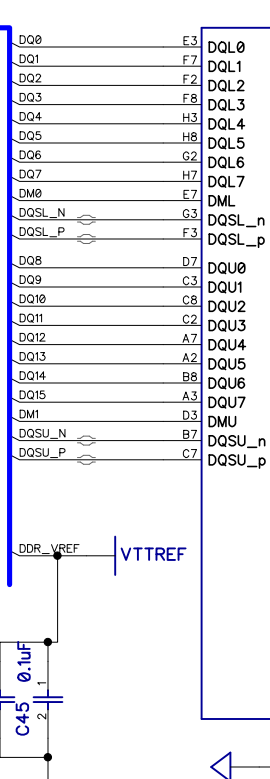 DQ0 E3 DQL0
DQ1 F7 DQL1
DQ2 F2 DQL2
DQ3 F8 DQL3
DQ4 H3 DQL4
DQ5 H8 DQL5
DQ6 G2 DQL6
DQ7 H7 DQL7
DM0 E7 DML
DQSL_N G3 DQSL_n
DQSL_P F3 DQSL_p
DQ8 D7 DQU0
DQ9 C3 DQU1
DQ10 C8 DQU2
DQ11 C2 DQU3
DQ12 A7 DQU4
DQ13 A2 DQU5
DQ14 B8 DQU6
DQ15 A3 DQU7
DM1 D3 DMU
DQSU_N B7 DQSU_n
DQSU_P C7 DQSU_p
DDR_VREF VTTREF
0.1uF
1
C45
2